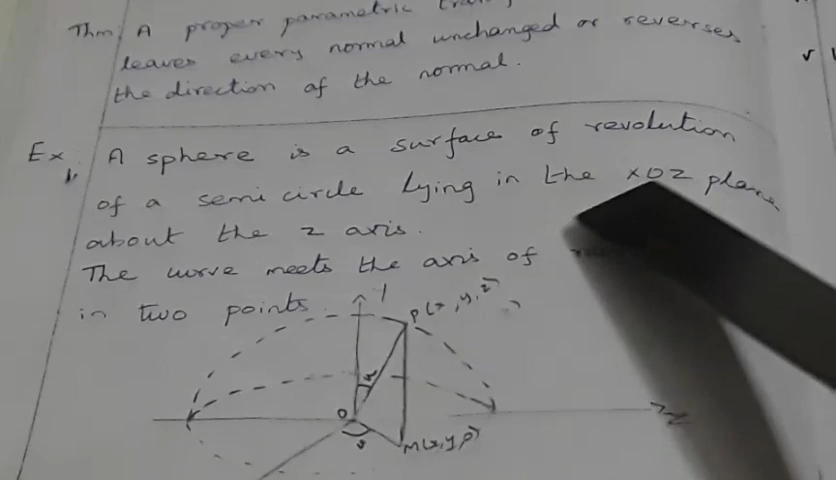 Thm: A proper parametric
leaves every normal unchanged or reverses
the direction of the normal.
Ex 1, A sphere is a surface of revolution
of a semi circle lying in the XOZ plane
about the z axis.
The curve meets the axis of
in two points.
P(x, y, z)
u
O
v
M(x, y, 0)